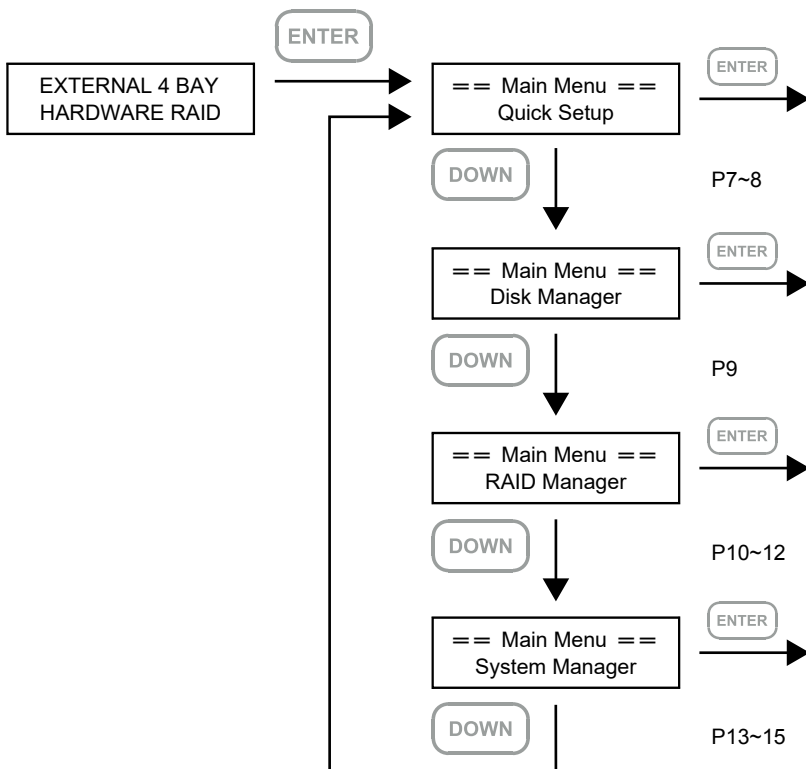 ENTER
EXTERNAL 4 BAY
HARDWARE RAID
== Main Menu ==
Quick Setup
ENTER
DOWN
P7~8
== Main Menu ==
Disk Manager
ENTER
DOWN
P9
== Main Menu ==
RAID Manager
ENTER
DOWN
P10~12
== Main Menu ==
System Manager
ENTER
DOWN
P13~15